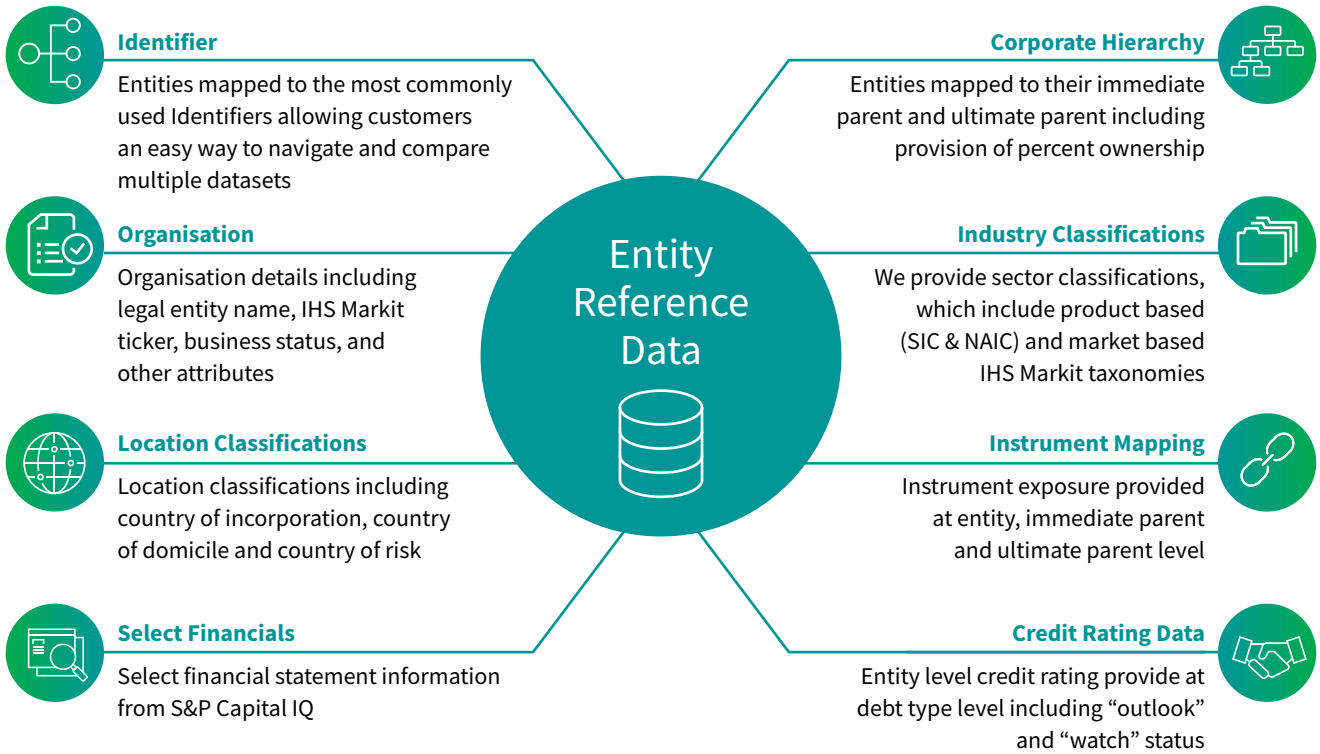 Identifier
Entities mapped to the most commonly
used Identifiers allowing customers
an easy way to navigate and compare
multiple datasets
Organisation
Organisation details including
legal entity name, IHS Markit
ticker, business status, and
other attributes
Location Classifications
Location classifications including
country of incorporation, country
of domicile and country of risk
Select Financials
Select financial statement information
from S&P Capital IQ
Entity
Reference
Data
Corporate Hierarchy
Entities mapped to their immediate
parent and ultimate parent including
provision of percent ownership
Industry Classifications
We provide sector classifications,
which include product based
(SIC & NAIC) and market based
IHS Markit taxonomies
Instrument Mapping
Instrument exposure provided
at entity, immediate parent
and ultimate parent level
Credit Rating Data
Entity level credit rating provide at
debt type level including “outlook”
and “watch” status